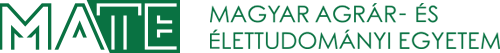 MATE
MAGYAR AGRÁR- ÉS
ÉLETTUDOMÁNYI EGYETEM